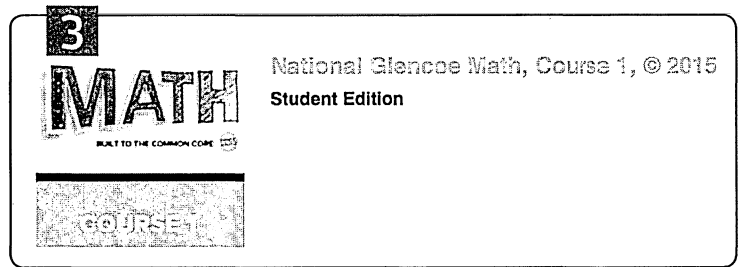 3
MATH
BUILT TO THE COMMON CORE
COURSE 1
National Glencoe Math, Course 1, © 2015
Student Edition